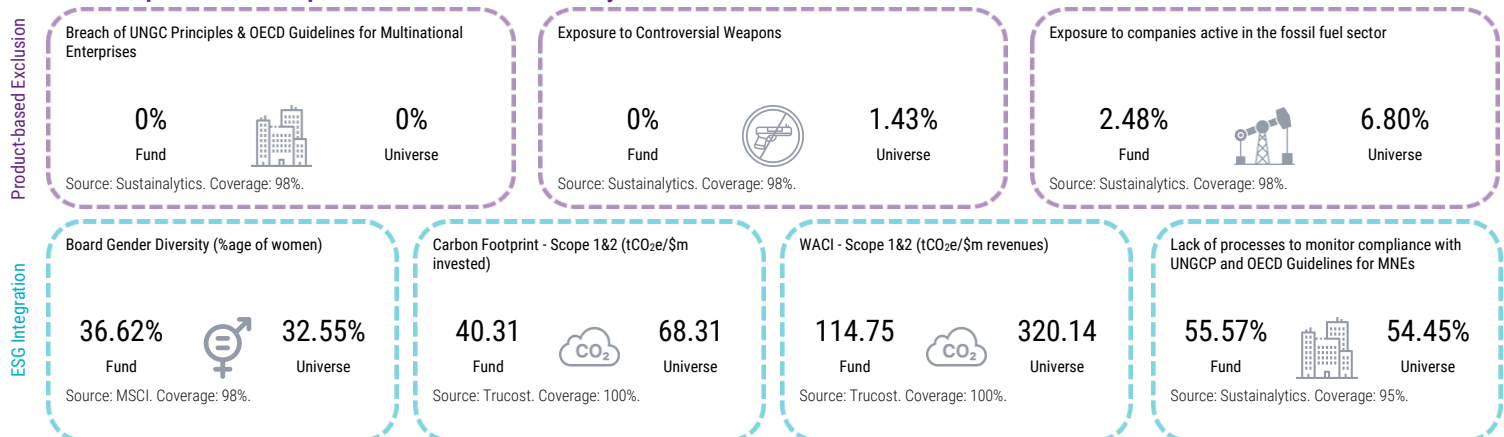 Product-based Exclusion
Breach of UNGC Principles & OECD Guidelines for Multinational
Enterprises
0%
Fund
0%
Universe
Source: Sustainalytics. Coverage: 98%.
Exposure to Controversial Weapons
0%
Fund
1.43%
Universe
Source: Sustainalytics. Coverage: 98%.
Exposure to companies active in the fossil fuel sector
2.48%
Fund
6.80%
Universe
Source: Sustainalytics. Coverage: 98%.
ESG Integration
Board Gender Diversity (%age of women)
36.62%
Fund
32.55%
Universe
Source: MSCI. Coverage: 98%.
Carbon Footprint - Scope 1&2 (tCO₂e/$m
invested)
40.31
Fund
CO₂
68.31
Universe
Source: Trucost. Coverage: 100%.
WACI - Scope 1&2 (tCO₂e/$m revenues)
114.75
Fund
CO₂
320.14
Universe
Source: Trucost. Coverage: 100%.
Lack of processes to monitor compliance with
UNGCP and OECD Guidelines for MNEs
55.57%
Fund
54.45%
Universe
Source: Sustainalytics. Coverage: 95%.